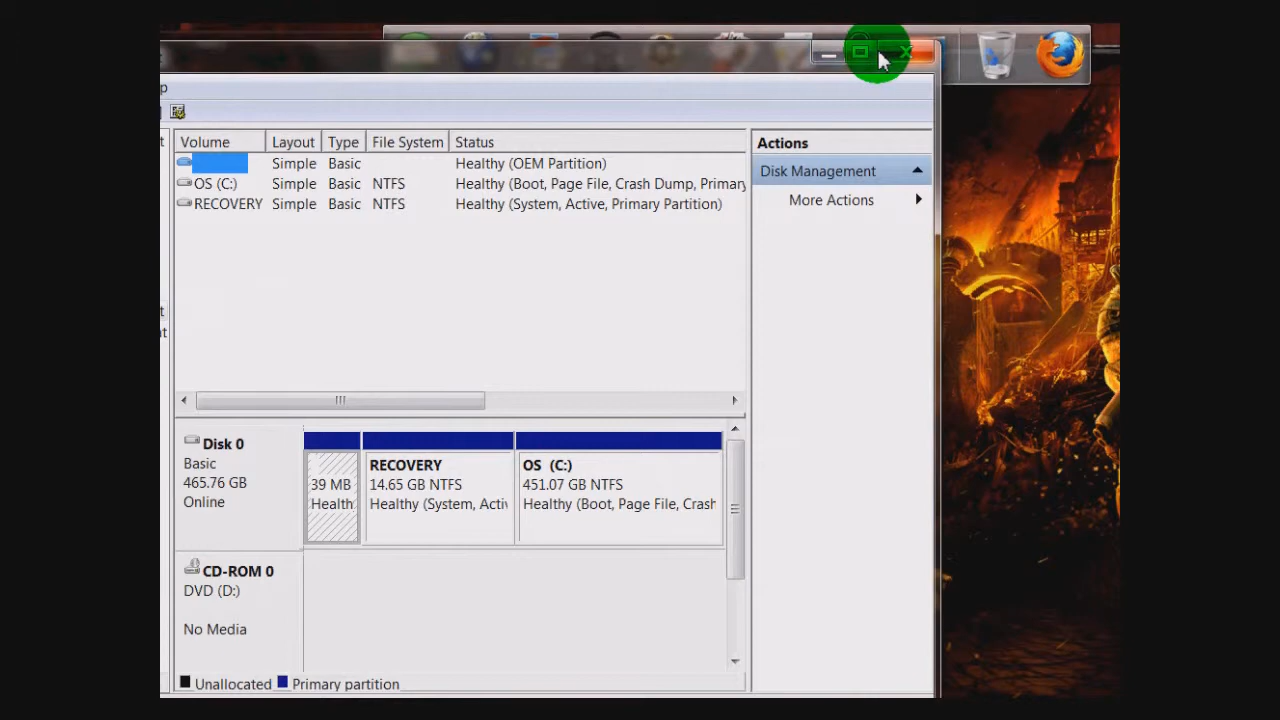 p
Volume Layout Type File System Status
Simple Basic Healthy (OEM Partition)
OS (C:) Simple Basic NTFS Healthy (Boot, Page File, Crash Dump, Primary
RECOVERY Simple Basic NTFS Healthy (System, Active, Primary Partition)
t
t
nt
Actions
Disk Management
More Actions
Disk 0
Basic
465.76 GB
Online
39 MB
Health
RECOVERY
14.65 GB NTFS
Healthy (System, Activ
OS (C:)
451.07 GB NTFS
Healthy (Boot, Page File, Crash
CD-ROM 0
DVD (D:)
No Media
Unallocated Primary partition